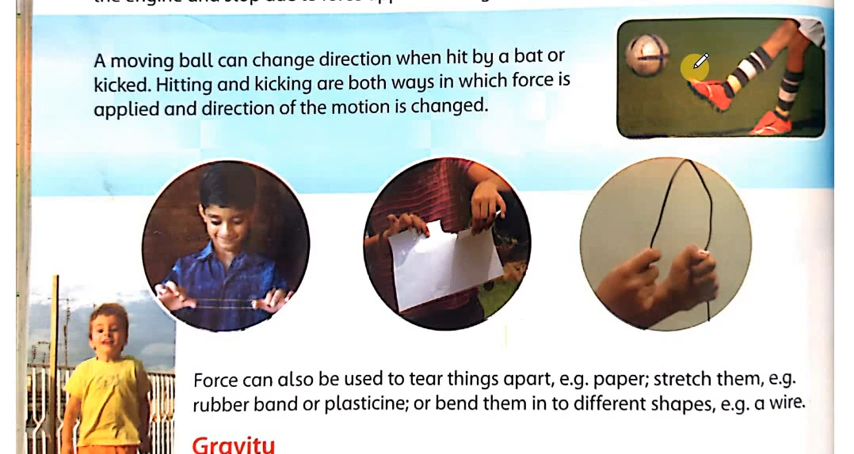 A moving ball can change direction when hit by a bat or
kicked. Hitting and kicking are both ways in which force is
applied and direction of the motion is changed.
Force can also be used to tear things apart, e.g. paper; stretch them, e.g.
rubber band or plasticine; or bend them in to different shapes, e.g. a wire.
Gravity